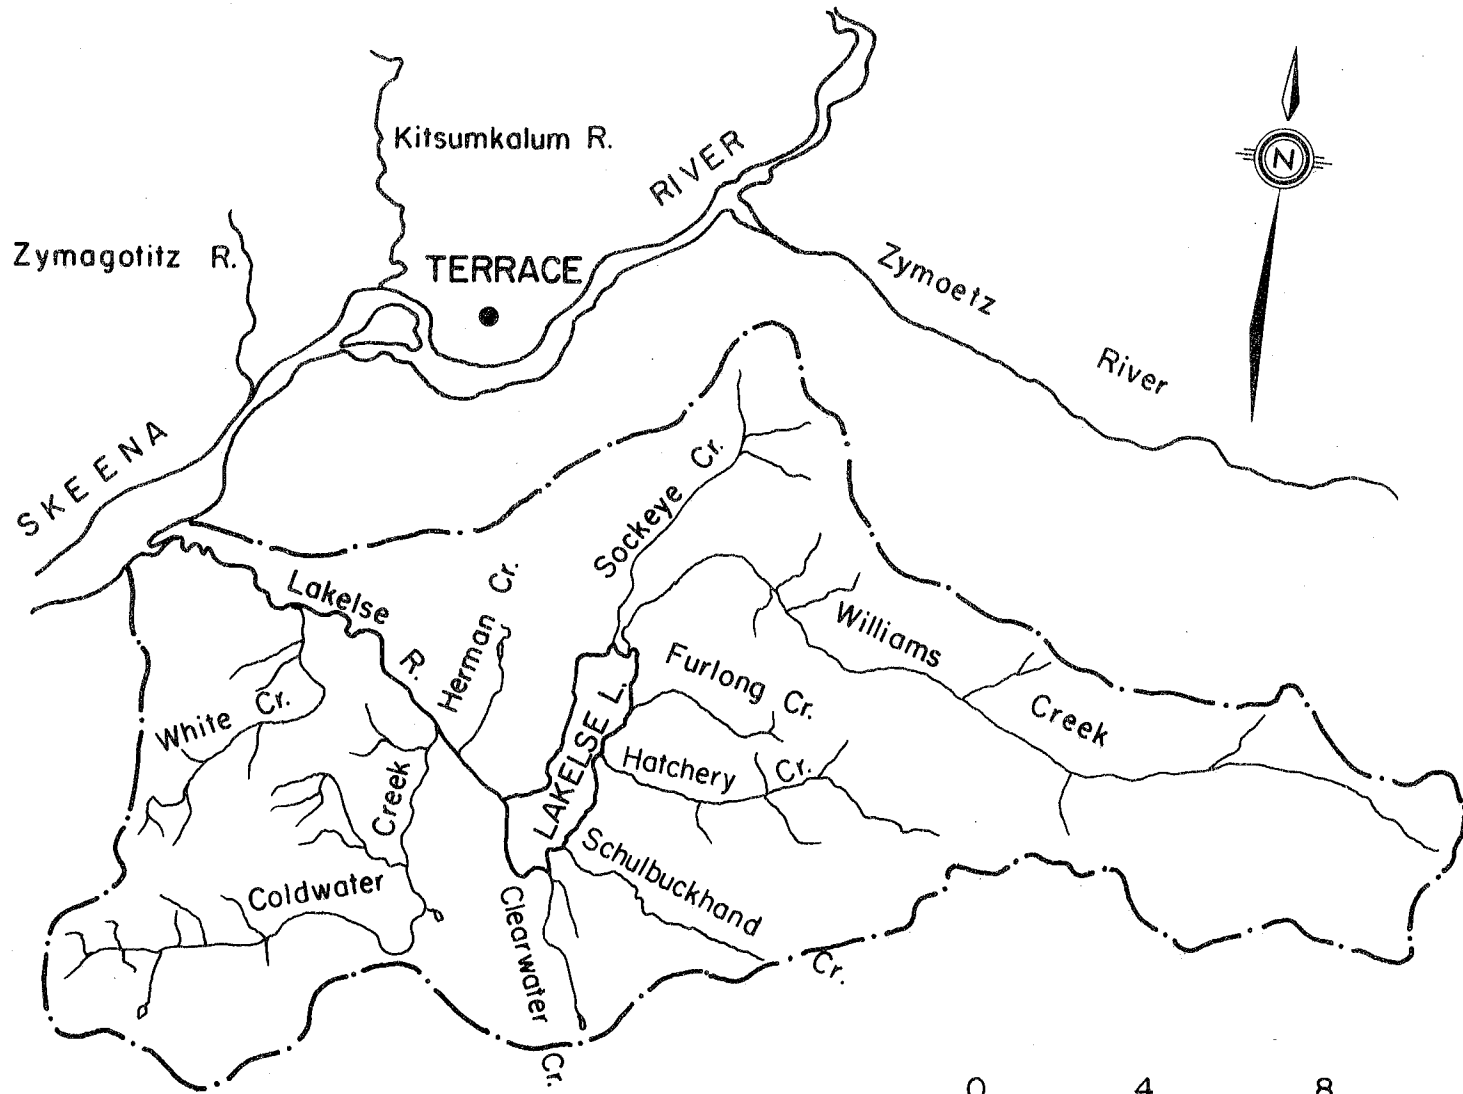 Kitsumkalum R.
SKEENA RIVER
Zymagotitz R.
TERRACE
Zymoetz River
N
Sockeye Cr.
Lakelse R.
Herman Cr.
Williams Creek
Furlong Cr.
White Cr.
LAKELSE L.
Hatchery Cr.
Coldwater Creek
Schulbuckhand Cr.
Clearwater Cr.
0 4 8